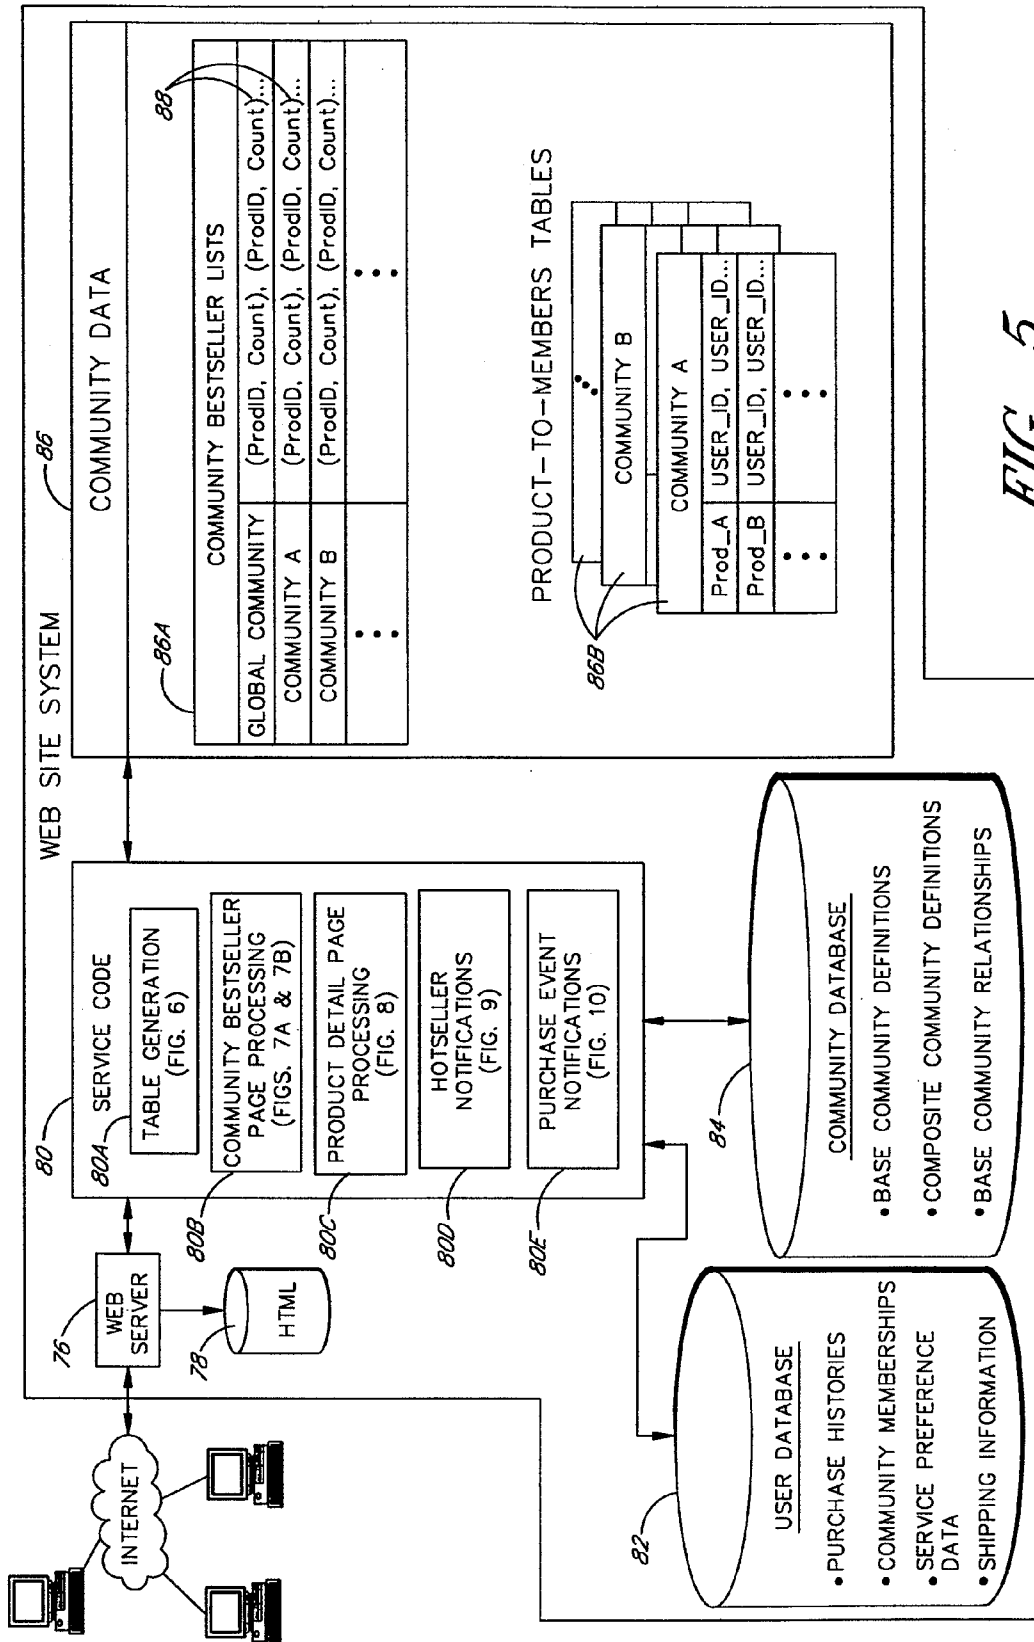 WEB SITE SYSTEM
INTERNET
76
WEB
SERVER
78
HTML
80
SERVICE CODE
80A
TABLE GENERATION
(FIG. 6)
80B
COMMUNITY BESTSELLER
PAGE PROCESSING
(FIGS. 7A & 7B)
80C
PRODUCT DETAIL PAGE
PROCESSING
(FIG. 8)
80D
HOTSELLER
NOTIFICATIONS
(FIG. 9)
80E
PURCHASE EVENT
NOTIFICATIONS
(FIG. 10)
86
COMMUNITY DATA
86A
COMMUNITY BESTSELLER LISTS
88
GLOBAL COMMUNITY (ProdID, Count), (ProdID, Count)...
COMMUNITY A (ProdID, Count), (ProdID, Count)...
COMMUNITY B (ProdID, Count), (ProdID, Count)...
PRODUCT-TO-MEMBERS TABLES
86B
COMMUNITY B
COMMUNITY A
Prod_A USER_ID, USER_ID...
Prod_B USER_ID, USER_ID...
82
USER DATABASE
• PURCHASE HISTORIES
• COMMUNITY MEMBERSHIPS
• SERVICE PREFERENCE
DATA
• SHIPPING INFORMATION
84
COMMUNITY DATABASE
• BASE COMMUNITY DEFINITIONS
• COMPOSITE COMMUNITY DEFINITIONS
• BASE COMMUNITY RELATIONSHIPS
FIG. 5